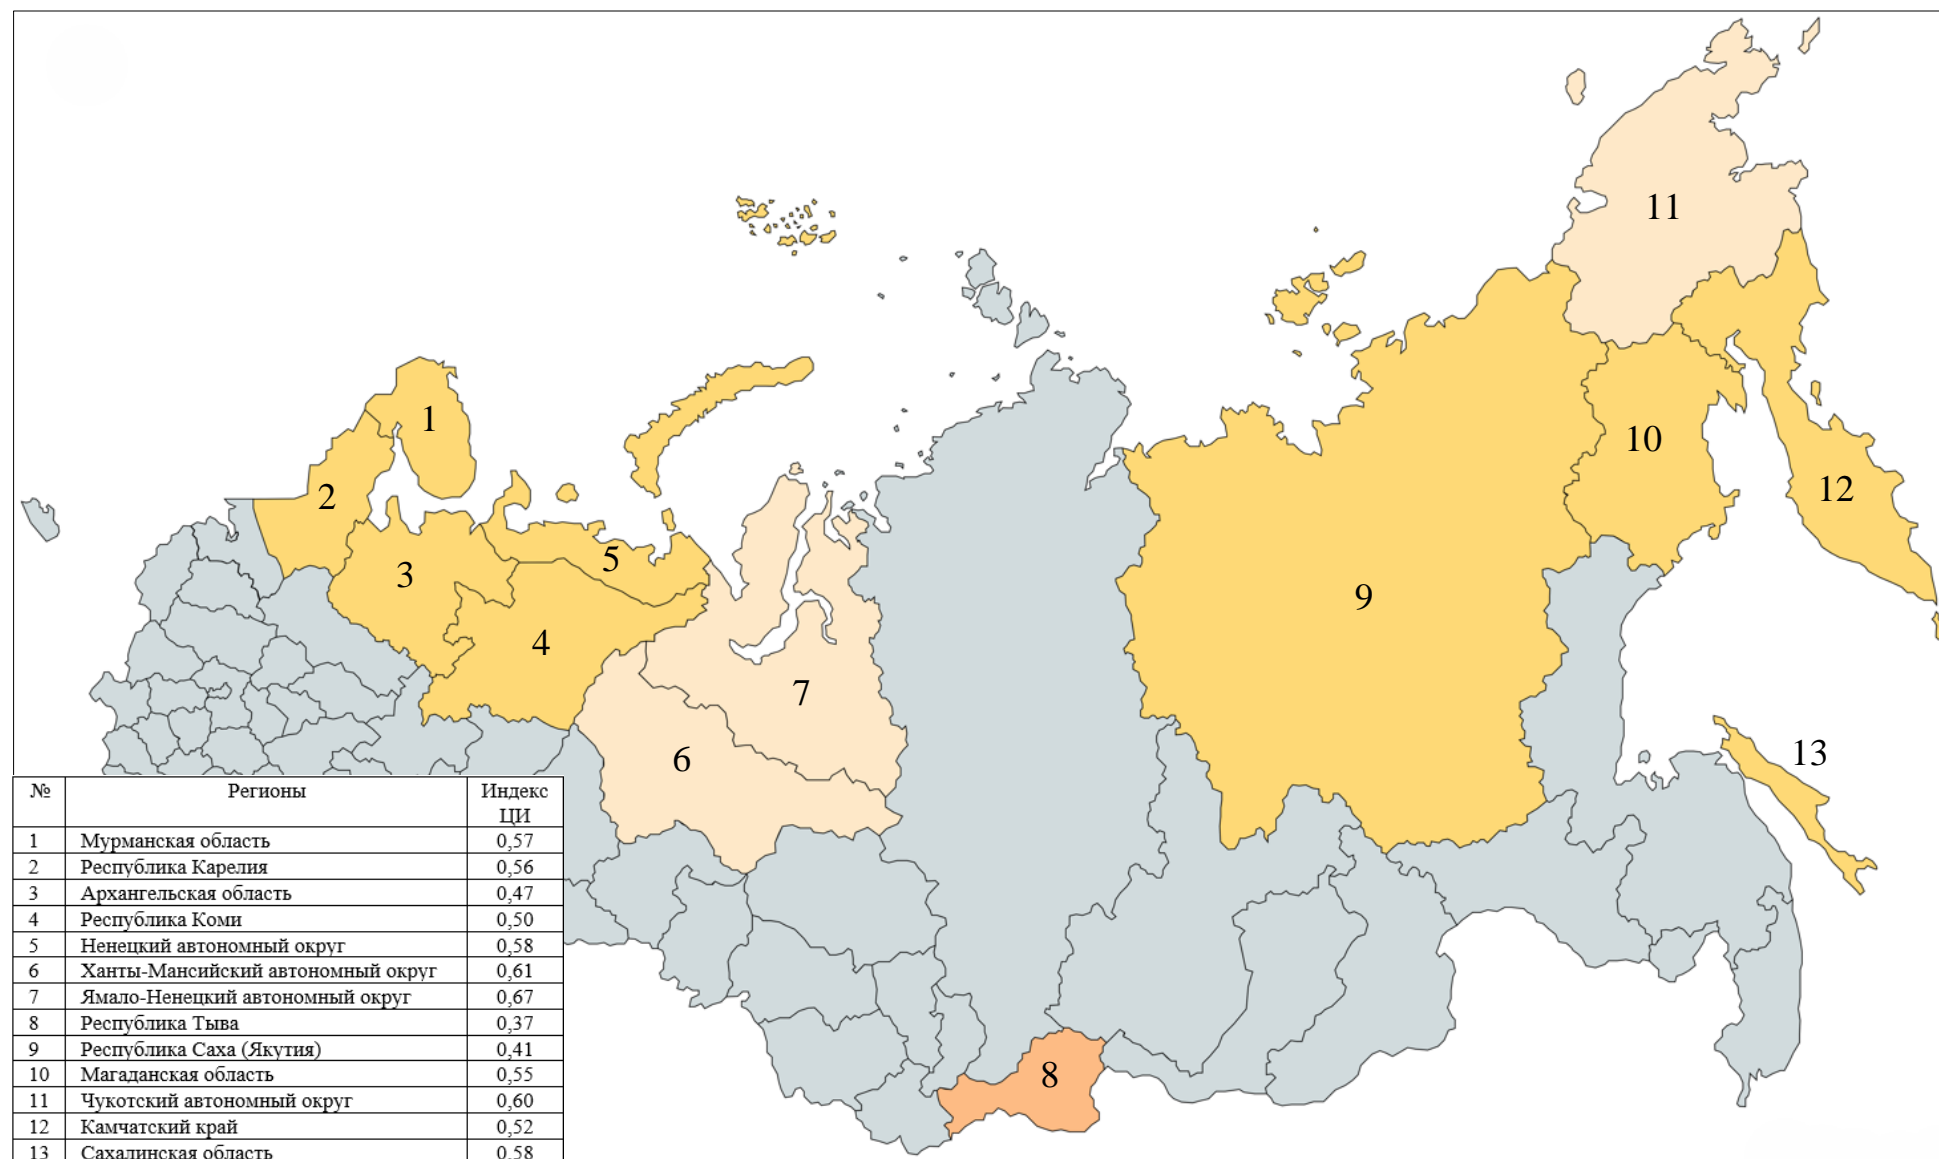 11
1
10
2
12
5
3
9
4
7
13
6
№ Регионы Индекс
ЦИ
1 Мурманская область 0,57
2 Республика Карелия 0,56
3 Архангельская область 0,47
4 Республика Коми 0,50
5 Ненецкий автономный округ 0,58
6 Ханты-Мансийский автономный округ 0,61
7 Ямало-Ненецкий автономный округ 0,67
8 Республика Тыва 0,37
9 Республика Саха (Якутия) 0,41
10 Магаданская область 0,55
11 Чукотский автономный округ 0,60
12 Камчатский край 0,52
13 Сахалинская область 0,58
8